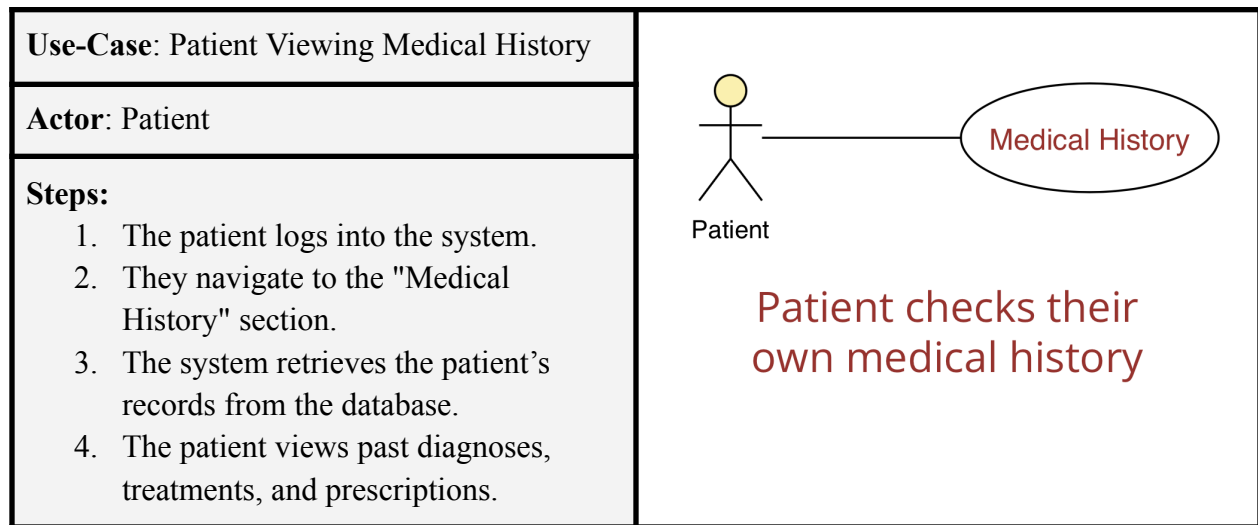 Use-Case: Patient Viewing Medical History
Actor: Patient
Steps:
1. The patient logs into the system.
2. They navigate to the "Medical
History" section.
3. The system retrieves the patient’s
records from the database.
4. The patient views past diagnoses,
treatments, and prescriptions.
Medical History
Patient
Patient checks their
own medical history